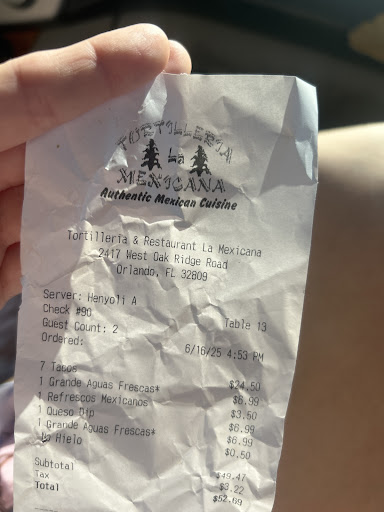 TORTILLERIA
La
MEXICANA
Authentic Mexican Cuisine
Tortilleria & Restaurant La Mexicana
2417 West Oak Ridge Road
Orlando, FL 32809
Server: Henyoli A
Check #90 Table 13
Guest Count: 2
Ordered: 6/16/25 4:53 PM
7 Tacos $24.50
1 Grande Aguas Frescas* $6.99
1 Refrescos Mexicanos $3.50
1 Queso Dip $6.99
1 Grande Aguas Frescas* $6.99
No Hielo $0.50
Subtotal $49.47
Tax $3.22
Total $52.69